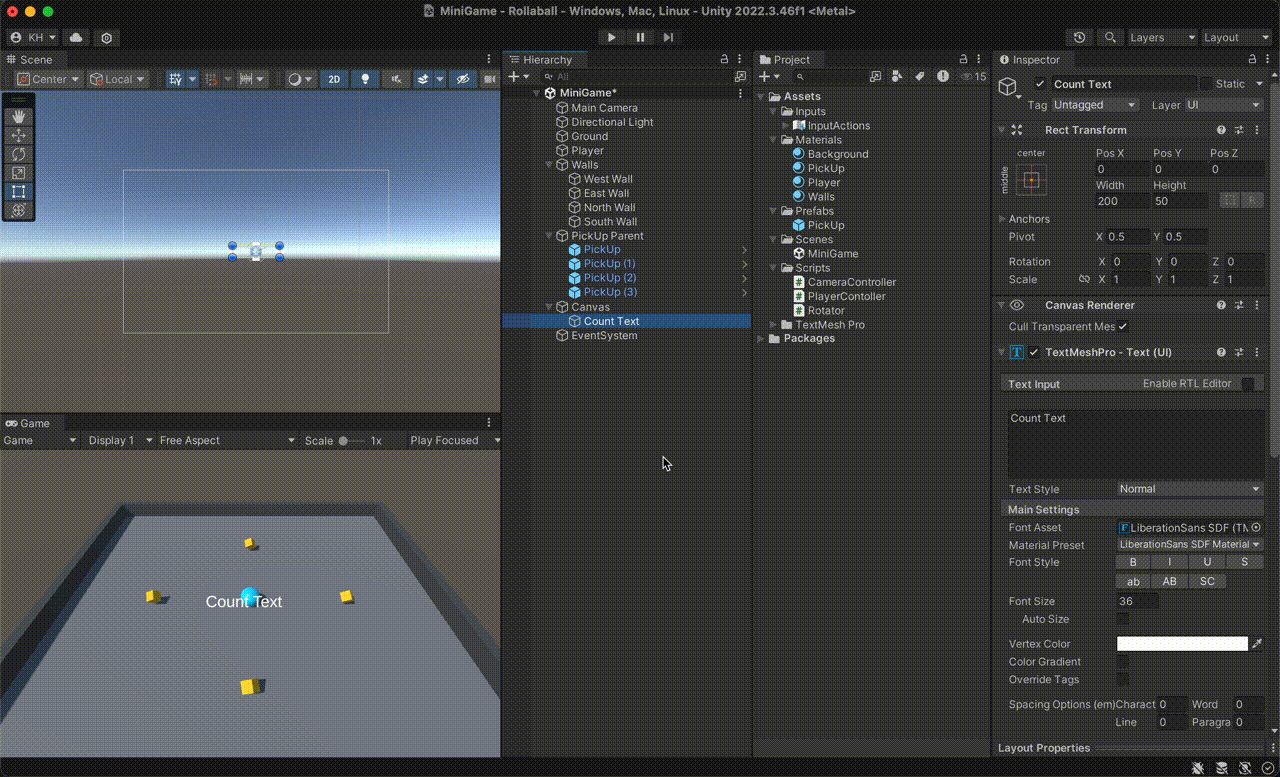 MiniGame - Rollaball - Windows, Mac, Linux - Unity 2022.3.46f1 <Metal>
KH
Layers
Layout
Scene
Center
Local
2D
Game
Game
Display 1
Free Aspect
Scale
1x
Play Focused
Count Text
Hierarchy
All
MiniGame*
Main Camera
Directional Light
Ground
Player
Walls
West Wall
East Wall
North Wall
South Wall
PickUp Parent
PickUp
PickUp (1)
PickUp (2)
PickUp (3)
Canvas
Count Text
EventSystem
Project
15
Assets
Inputs
InputActions
Materials
Background
PickUp
Player
Walls
Prefabs
PickUp
Scenes
MiniGame
Scripts
CameraController
PlayerContoller
Rotator
TextMesh Pro
Packages
Inspector
Count Text
Static
Tag Untagged Layer UI
Rect Transform
center
middle
Pos X Pos Y Pos Z
0 0 0
Width Height
200 50
R
Anchors
Pivot X 0.5 Y 0.5
Rotation X 0 Y 0 Z 0
Scale X 1 Y 1 Z 1
Canvas Renderer
Cull Transparent Mes
TextMeshPro - Text (UI)
Text Input Enable RTL Editor
Count Text
Text Style Normal
Main Settings
Font Asset LiberationSans SDF (TM
Material Preset LiberationSans SDF Material
Font Style B I U S
ab AB SC
Font Size 36
Auto Size
Vertex Color
Color Gradient
Override Tags
Spacing Options (em) Charact 0 Word 0
Line 0 Paragra 0
Layout Properties